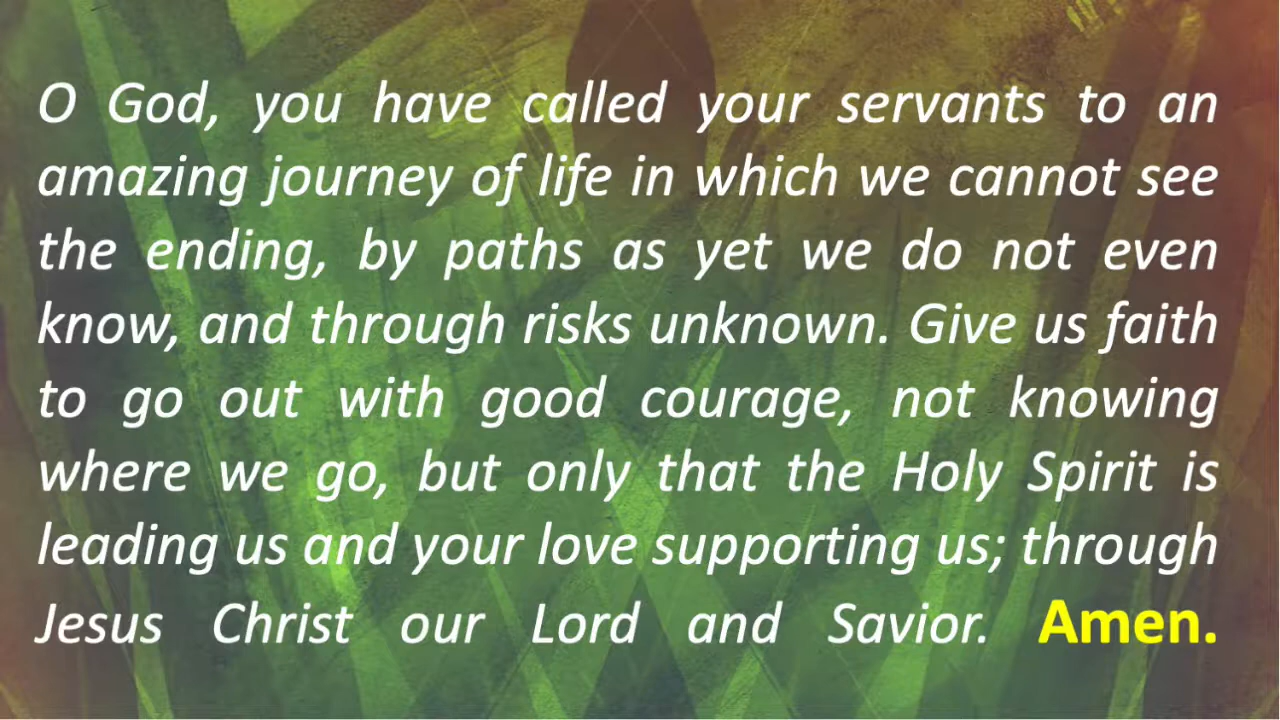 O God, you have called your servants to an
amazing journey of life in which we cannot see
the ending, by paths as yet we do not even
know, and through risks unknown. Give us faith
to go out with good courage, not knowing
where we go, but only that the Holy Spirit is
leading us and your love supporting us; through
Jesus Christ our Lord and Savior. Amen.